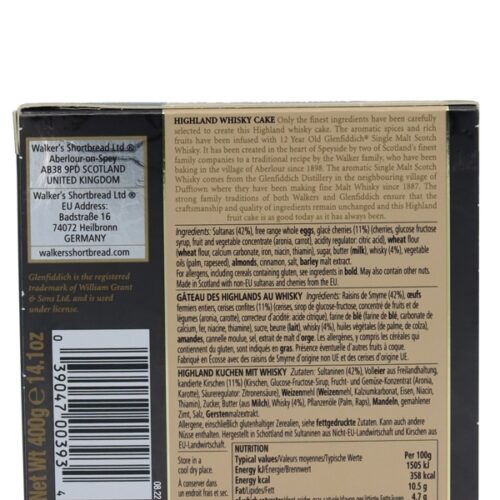 Walker's Shortbread Ltd ®
Aberlour-on-Spey
AB38 9PD SCOTLAND
UNITED KINGDOM
Walker's Shortbread Ltd ®
EU Address:
Badstraße 16
74072 Heilbronn
GERMANY
walkersshortbread.com
Glenfiddich is the registered
trademark of William Grant
& Sons Ltd. and is used
under license.
Net Wt 400g e 14.1oz
0 39047 00593 4
08.22
HIGHLAND WHISKY CAKE Only the finest ingredients have been carefully
selected to create this Highland whisky cake. The aromatic spices and rich
fruits have been infused with 12 Year Old Glenfiddich® Single Malt Scotch
Whisky. It has been created in the heart of Speyside by two of Scotland's finest
family companies to a traditional recipe by the Walker family, who have been
baking in the village of Aberlour since 1898. The aromatic Single Malt Scotch
Whisky comes from the Glenfiddich Distillery in the neighbouring village of
Dufftown where they have been making fine Malt Whisky since 1887. The
strong family traditions of both Walkers and Glenfiddich ensure that the
craftsmanship and quality of ingredients man remain constant in this Highland
fruit cake is good today as it has always been.
Ingredients: Sultanas (42%), free range whole eggs, glacé cherries (11%) (cherries, glucose fructose
syrup, fruit and vegetable concentrate (aronia, carrot), acidity regulator: citric acid), wheat flour
(wheat flour, calcium carbonate, iron, niacin, thiamin), sugar, butter (milk), whisky (4%), vegetable
oils (palm, rapeseed), almonds, cinnamon, salt, barley malt extract.
For allergens, including cereals containing gluten, see ingredients in bold. May also contain other nuts.
Made in Scotland with non-EU sultanas and cherries from the EU.
GÂTEAU DES HIGHLANDS AU WHISKY Ingrédients: Raisins de Smyrne (42%), œufs
fermiers entiers, cerises confites (11%) (cerises, sirop de glucose-fructose, concentré de fruits et de
légumes (aronia, carotte), correcteur d'acidité: acide citrique), farine de blé (farine de blé, carbonate de
calcium, fer, niacine, thiamine), sucre, beurre (lait), whisky (4%), huiles végétales (de palme, de colza),
amandes, cannelle moulue, sel, extrait de malt d'orge. Les allergènes, y compris les céréales qui
contiennent du gluten, sont indiqués en gras. Présence éventuelle d'autres fruits à coque.
Fabriqué en Écosse avec des raisins de Smyrne d'origine non UE et des cerises d'origine UE.
HIGHLAND KUCHEN MIT WHISKY Zutaten: Sultaninen (42%), Volleier aus Freilandhaltung,
kandierte Kirschen (11%) (Kirschen, Glucose-Fructose-Sirup, Frucht- und Gemüse-Konzentrat (Aronia,
Karotte), Säureregulator: Zitronensäure), Weizenmehl (Weizenmehl, Kalziumcarbonat, Eisen, Niacin,
Thiamin), Zucker, Butter (aus Milch), Whisky (4%), Pflanzenöle (Palm, Raps), Mandeln, gemahlener
Zimt, Salz, Gerstenmalzextrakt.
Allergene, einschließlich glutenhaltiger Zerealien, siehe fettgedruckte Zutaten. Kann auch andere
Nüsse enthalten. Hergestellt in Schottland mit Sultaninen aus Nicht-EU-Landwirtschaft und Kirschen aus
EU-Landwirtschaft.
Store in a
cool dry place.
À conserver dans
un endroit frais et sec
NUTRITION
Typical values/Valeurs moyennes/Typische Werte Per 100g
Energy kJ/Énergie/Brennwert 1505 kJ
Energy kcal 358 kcal
Fat/Lipides/Fett 10.5 g
4.7 g